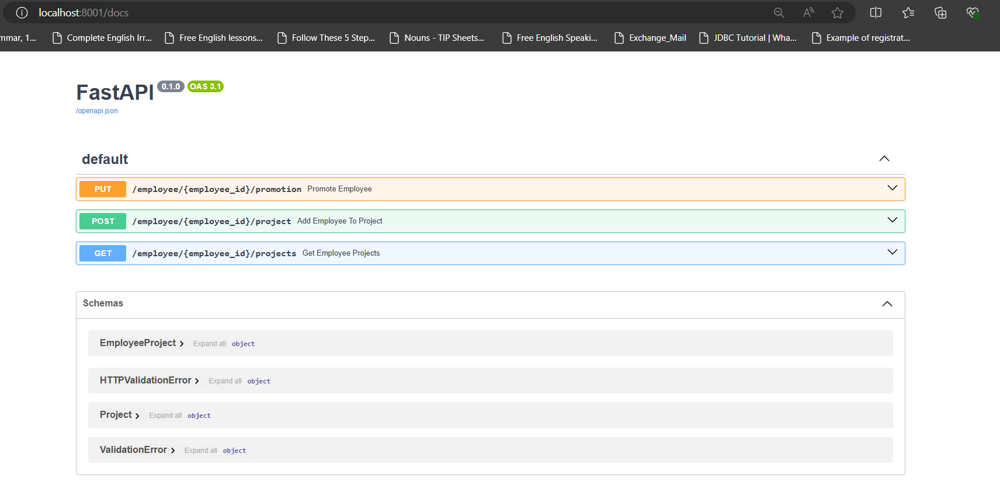 localhost:8001/docs
mmar, 1... Complete English Irr... Free English lessons... Follow These 5 Step... Nouns - TIP Sheets... Free English Speaki... Exchange_Mail JDBC Tutorial | Wha... Example of registrat...
FastAPI 0.1.0 OAS 3.1
/openapi.json
default
PUT /employee/{employee_id}/promotion Promote Employee
POST /employee/{employee_id}/project Add Employee To Project
GET /employee/{employee_id}/projects Get Employee Projects
Schemas
EmployeeProject Expand all object
HTTPValidationError Expand all object
Project Expand all object
ValidationError Expand all object